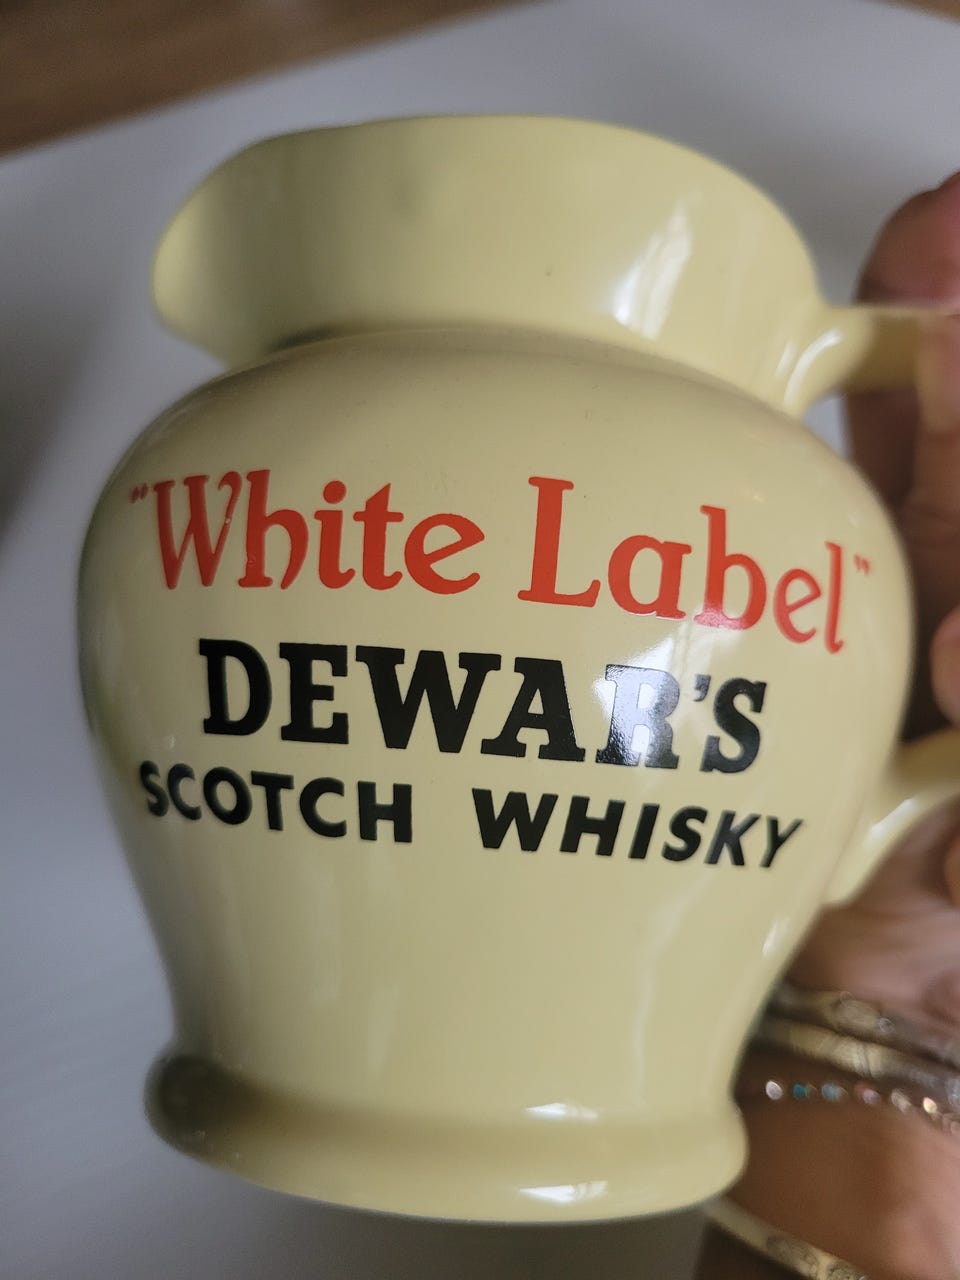 "White Label"
DEWAR'S
SCOTCH WHISKY